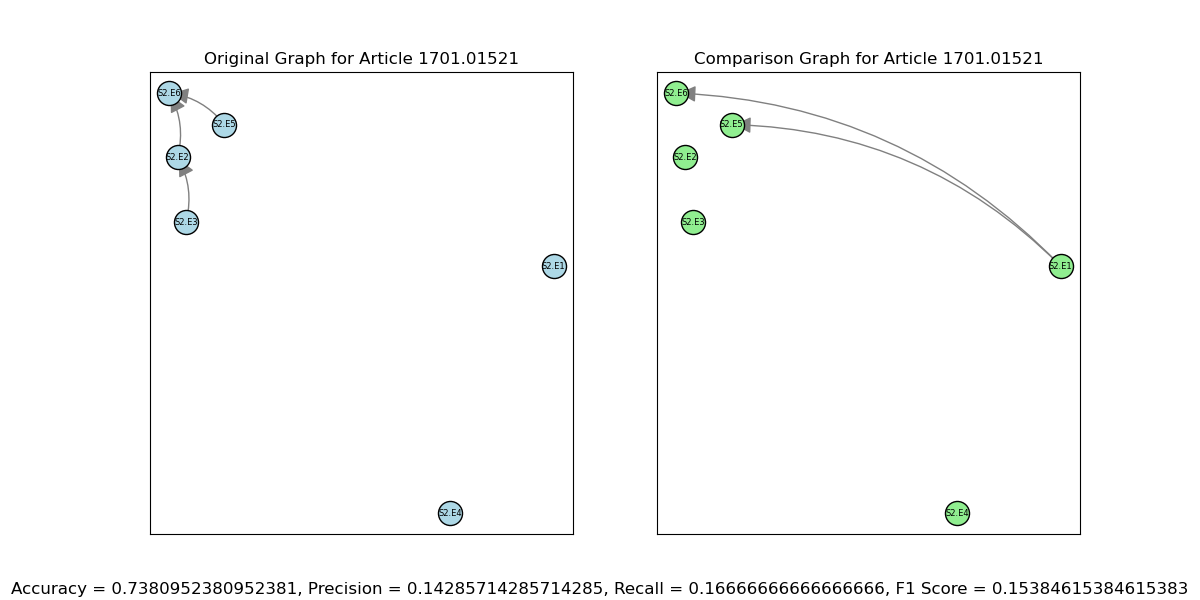 Original Graph for Article 1701.01521
Comparison Graph for Article 1701.01521
S2.E6
S2.E5
S2.E2
S2.E3
S2.E1
S2.E4
S2.E6
S2.E5
S2.E2
S2.E3
S2.E1
S2.E4
Accuracy = 0.7380952380952381, Precision = 0.14285714285714285, Recall = 0.16666666666666666, F1 Score = 0.15384615384615383